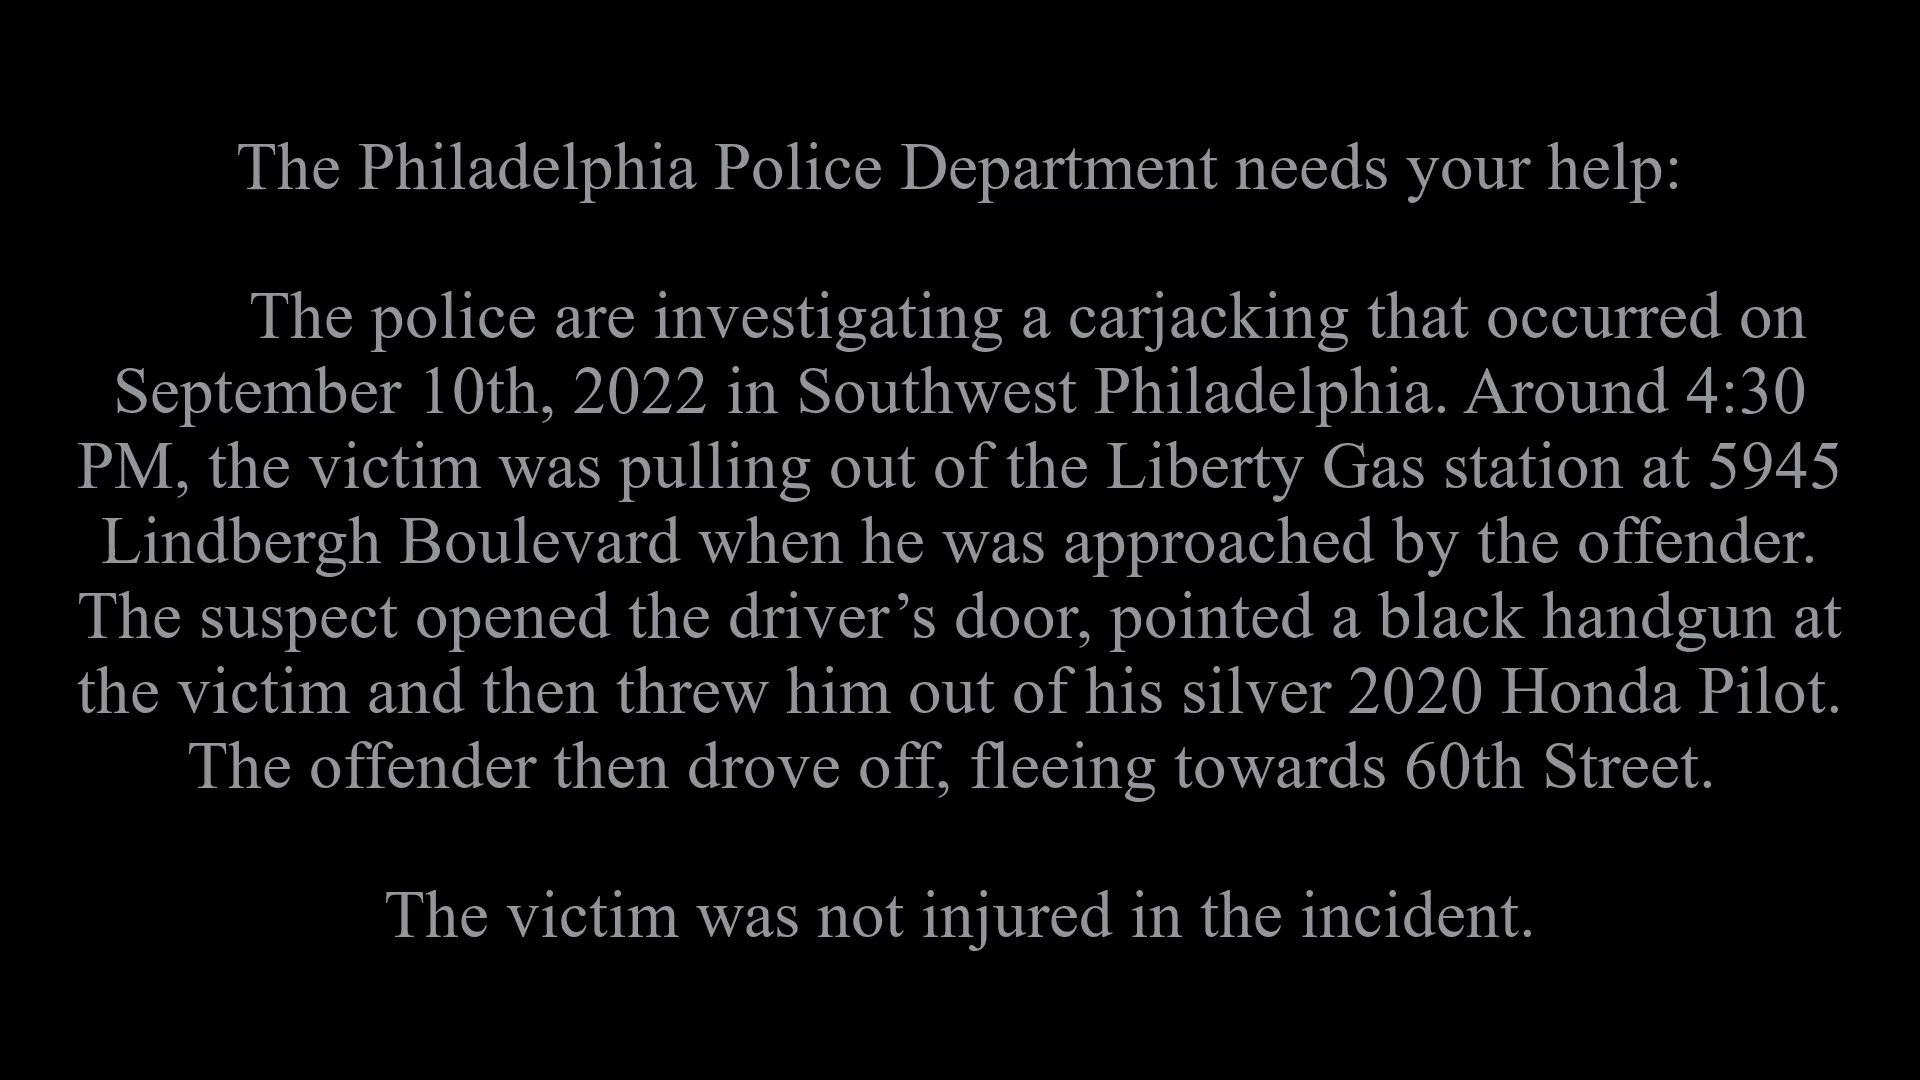 The Philadelphia Police Department needs your help:
The police are investigating a carjacking that occurred on
September 10th, 2022 in Southwest Philadelphia. Around 4:30
PM, the victim was pulling out of the Liberty Gas station at 5945
Lindbergh Boulevard when he was approached by the offender.
The suspect opened the driver’s door, pointed a black handgun at
the victim and then threw him out of his silver 2020 Honda Pilot.
The offender then drove off, fleeing towards 60th Street.
The victim was not injured in the incident.